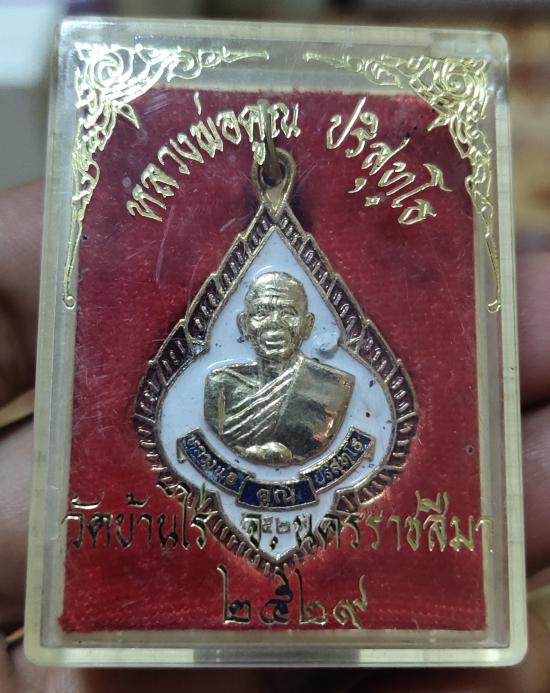 หลวงพ่อคูณ ปริสุทฺโธ
หลวงพ่อ คูณ ปริสุทฺโธ
วัดบ้านไร่ จ. นครราชสีมา
๒๕๒๙